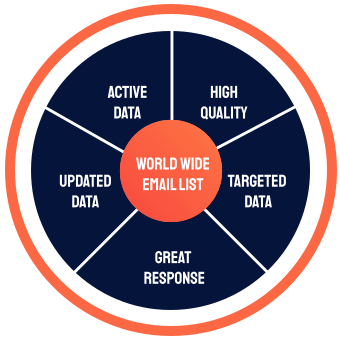 ACTIVE
DATA
HIGH
QUALITY
WORLD WIDE
EMAIL LIST
UPDATED
DATA
TARGETED
DATA
GREAT
RESPONSE